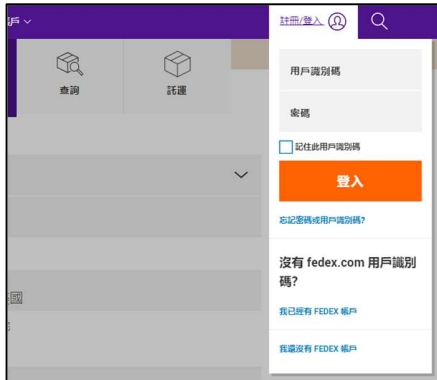 帳戶
註冊/登入
查詢
託運
用戶識別碼
密碼
記住此用戶識別碼
登入
忘記密碼或用戶識別碼?
沒有 fedex.com 用戶識別
碼?
我已經有 FEDEX 帳戶
我還沒有 FEDEX 帳戶
國